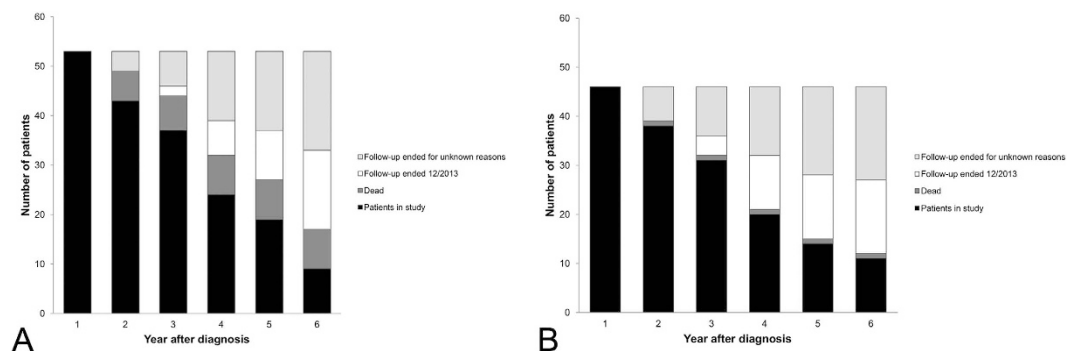 60
50
40
30
20
10
0
Number of patients
1 2 3 4 5 6
Year after diagnosis
Follow-up ended for unknown reasons
Follow-up ended 12/2013
Dead
Patients in study
A
60
50
40
30
20
10
0
Number of patients
1 2 3 4 5 6
Year after diagnosis
Follow-up ended for unknown reasons
Follow-up ended 12/2013
Dead
Patients in study
B